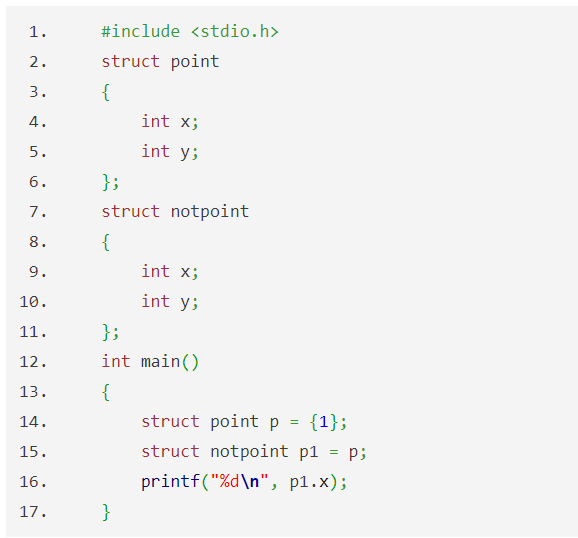 1. #include <stdio.h>
2. struct point
3. {
4. int x;
5. int y;
6. };
7. struct notpoint
8. {
9. int x;
10. int y;
11. };
12. int main()
13. {
14. struct point p = {1};
15. struct notpoint p1 = p;
16. printf("%d\n", p1.x);
17. }